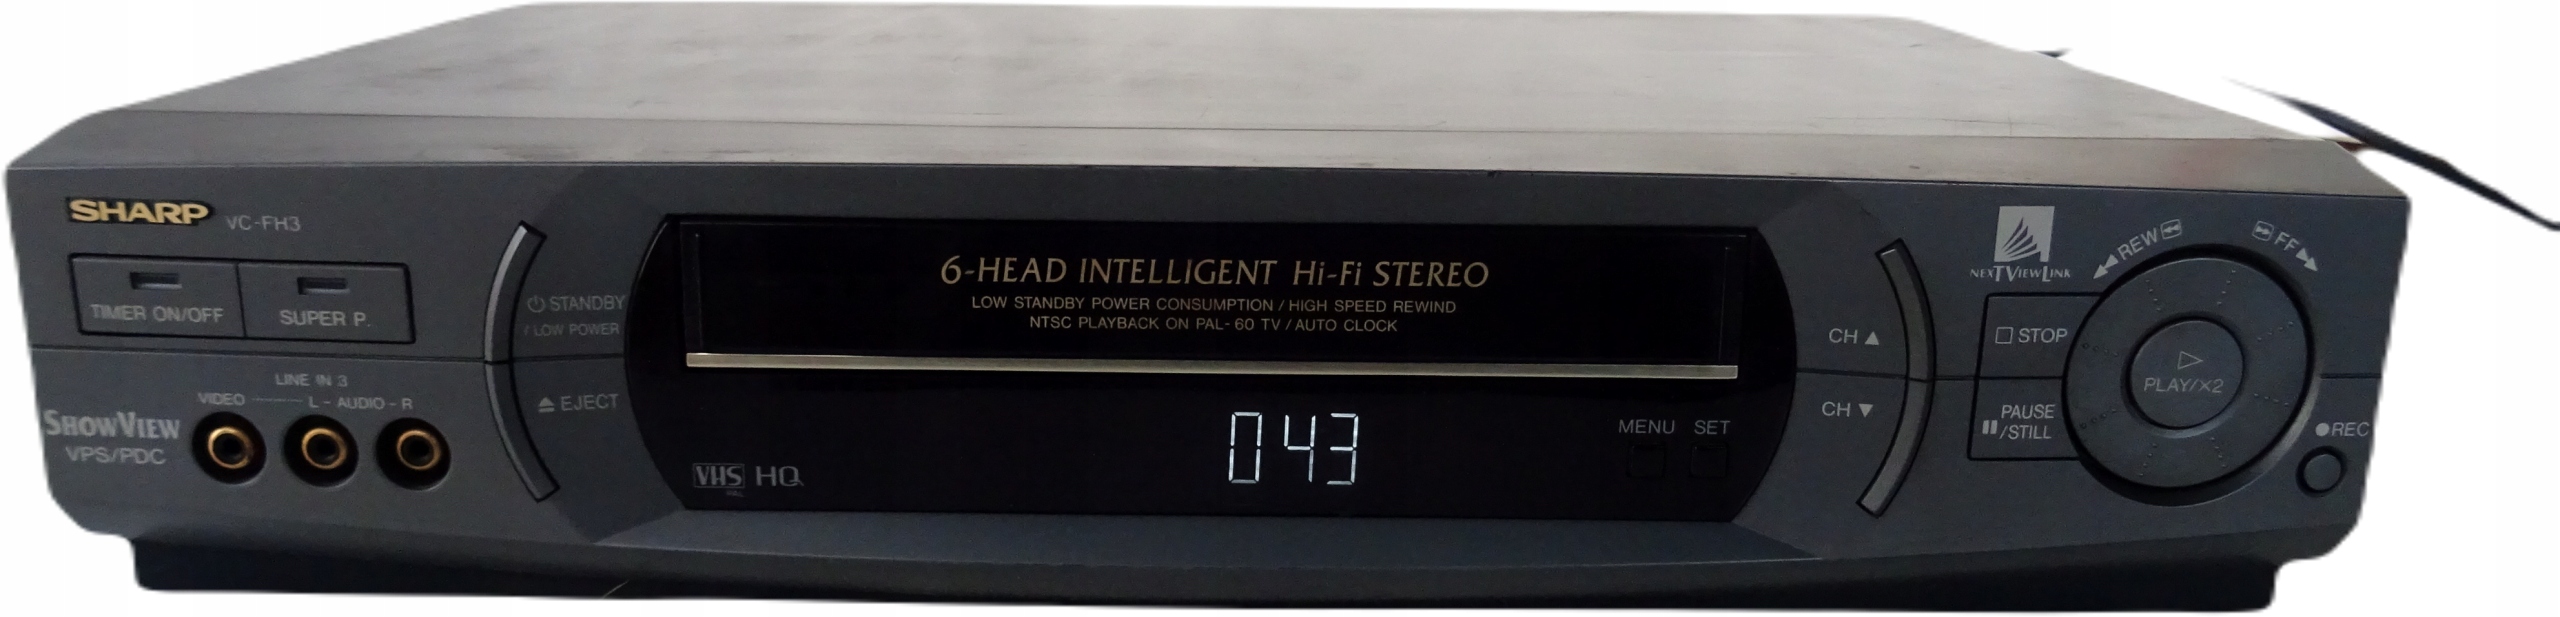 SHARP VC-FH3
TIMER ON/OFF
SUPER P.
SHOWVIEW
VPS/PDC
LINE IN 3
VIDEO L - AUDIO - R
STANDBY
/ LOW POWER
EJECT
6-HEAD INTELLIGENT Hi-Fi STEREO
LOW STANDBY POWER CONSUMPTION / HIGH SPEED REWIND
NTSC PLAYBACK ON PAL- 60 TV / AUTO CLOCK
VHS HQ
PAL
043
MENU SET
CH ▲
CH ▼
NEXTVIEWLINK
◀◀ REW
FF ▶▶
□ STOP
PAUSE
/STILL
▷
PLAY/X2
●REC